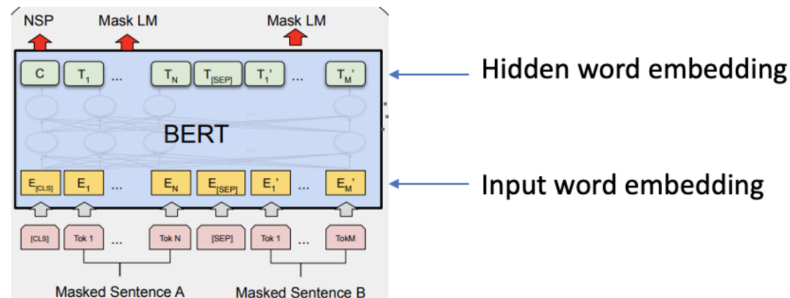 NSP Mask LM Mask LM
C T1 ... TN T[SEP] T1' ... TM'
Hidden word embedding
BERT
E[CLS] E1 ... EN E[SEP] E1' ... EM'
Input word embedding
[CLS] Tok 1 ... Tok N [SEP] Tok 1 ... TokM
Masked Sentence A Masked Sentence B